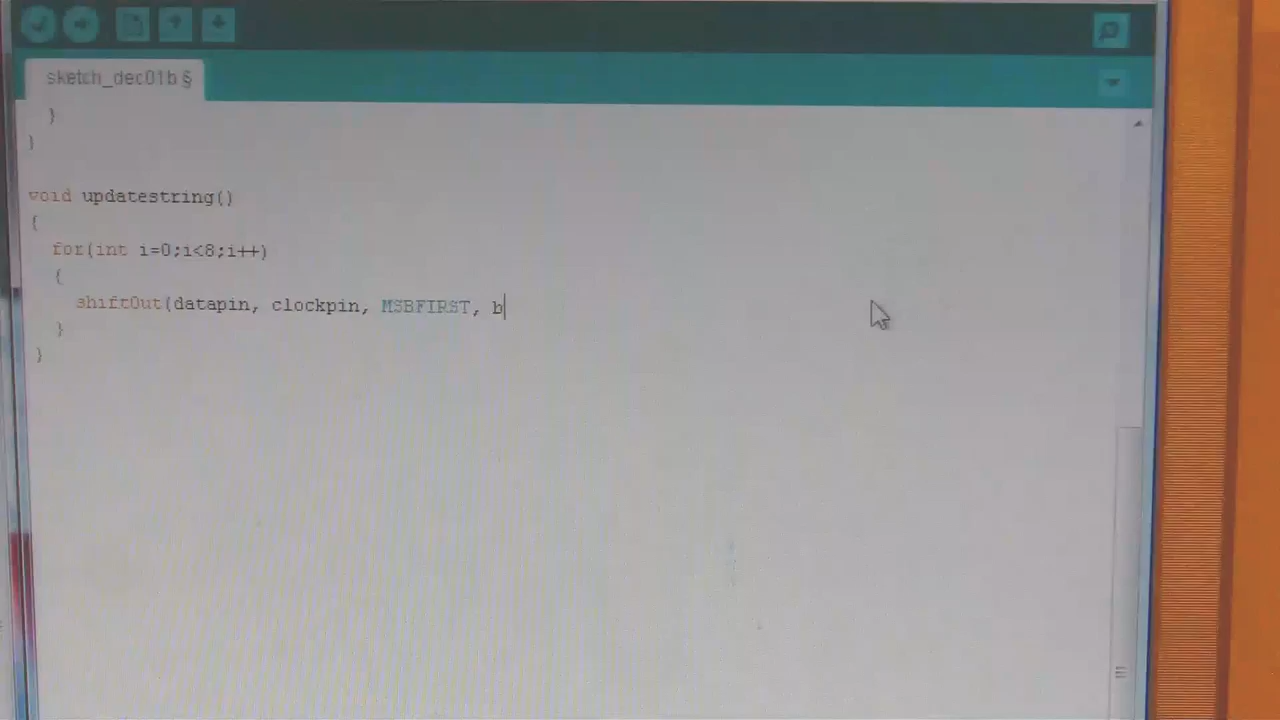 sketch_dec01b §
}
}
void updatestring()
{
for(int i=0;i<8;i++)
{
shiftOut(datapin, clockpin, MSBFIRST, b
}
}